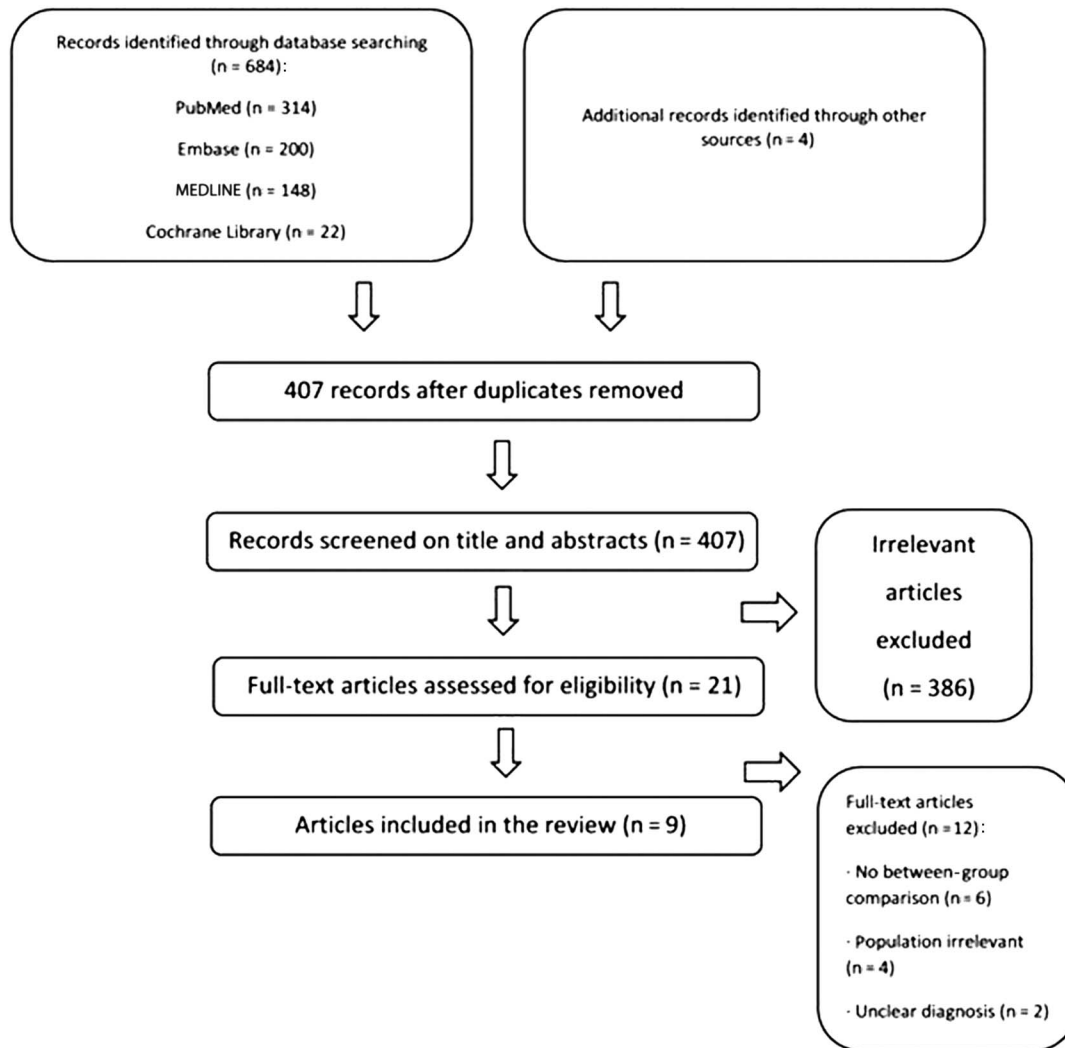 Records identified through database searching
(n = 684):
PubMed (n = 314)
Embase (n = 200)
MEDLINE (n = 148)
Cochrane Library (n = 22)
Additional records identified through other
sources (n = 4)
407 records after duplicates removed
Records screened on title and abstracts (n = 407)
Irrelevant
articles
excluded
(n = 386)
Full-text articles assessed for eligibility (n = 21)
Articles included in the review (n = 9)
Full-text articles
excluded (n =12):
· No between-group
comparison (n = 6)
· Population irrelevant
(n = 4)
· Unclear diagnosis (n = 2)